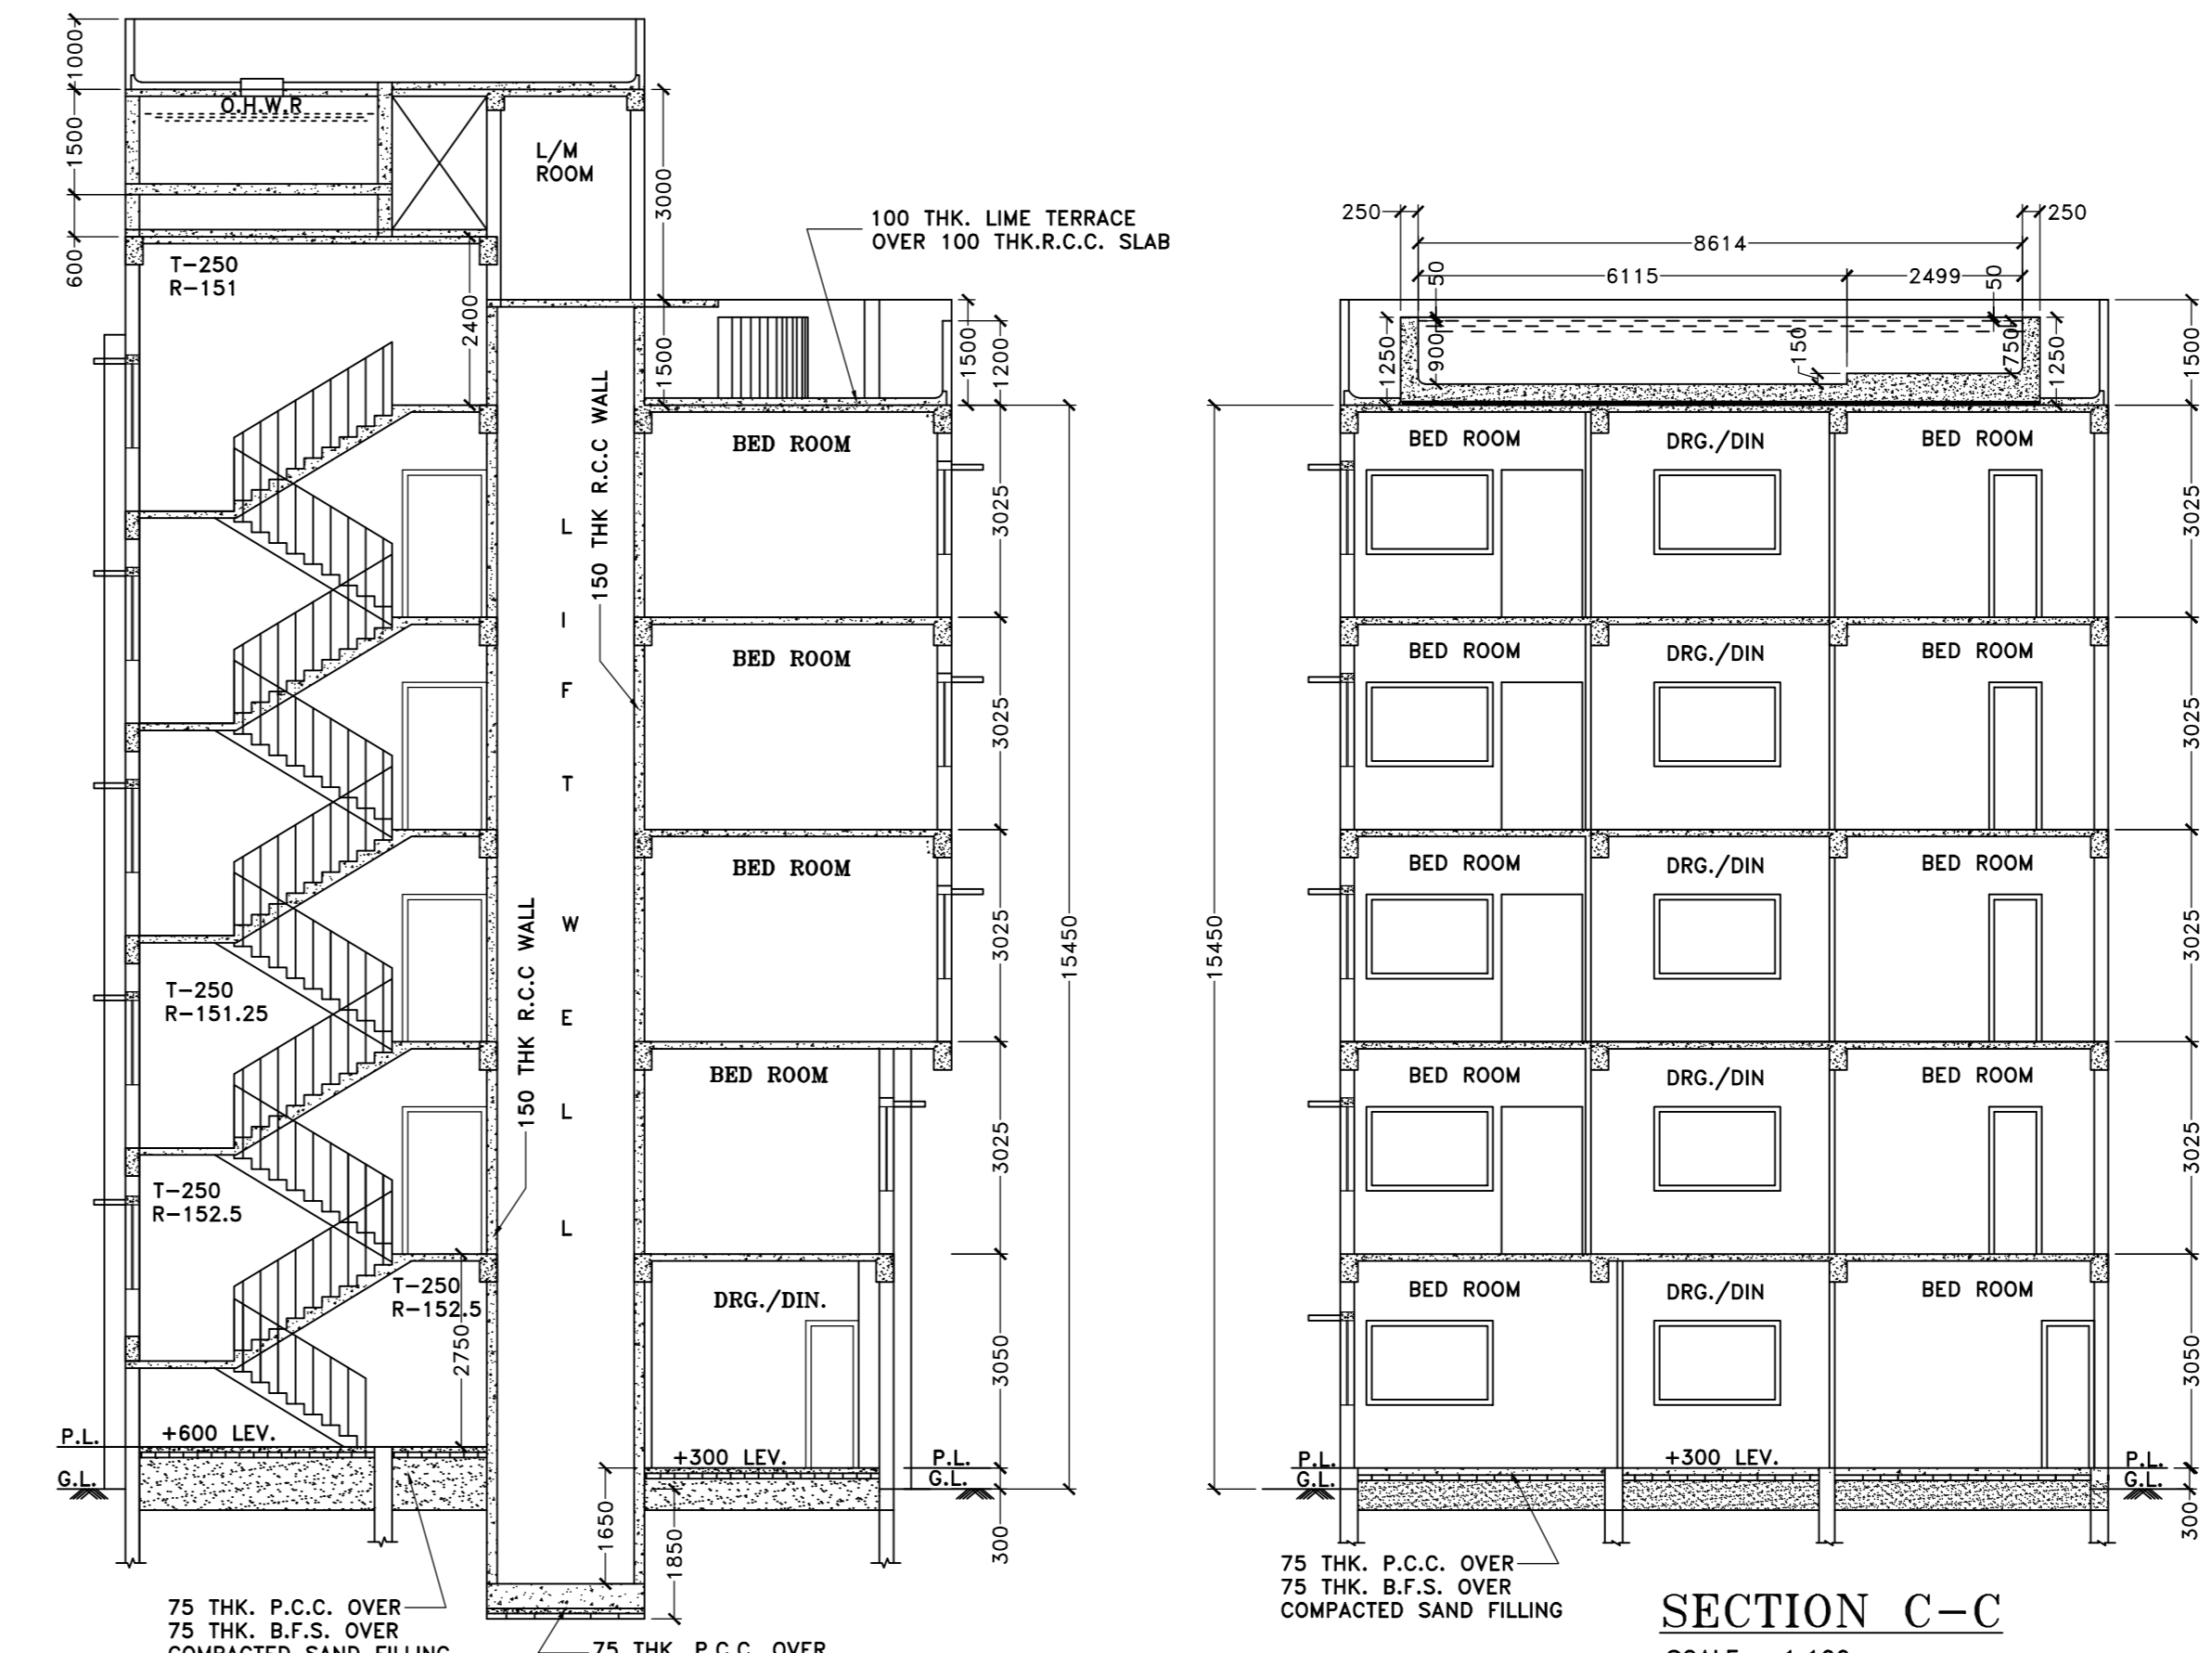 1000
O.H.W.R
1500
600
L/M
ROOM
3000
T-250
R-151
2400
100 THK. LIME TERRACE
OVER 100 THK.R.C.C. SLAB
1500
1500
1200
150 THK R.C.C WALL
150 THK R.C.C WALL
L
I
F
T
W
E
L
L
BED ROOM
BED ROOM
BED ROOM
BED ROOM
DRG./DIN.
3025
3025
3025
3025
3050
300
15450
T-250
R-151.25
T-250
R-152.5
T-250
R-152.5
2750
P.L.
+600 LEV.
G.L.
+300 LEV.
P.L.
G.L.
1650
1850
75 THK. P.C.C. OVER
75 THK. B.F.S. OVER
COMPACTED SAND FILLING
75 THK. P.C.C. OVER
250
250
8614
6115
2499
50
50
1250
900
150
750
1250
1500
15450
BED ROOM
DRG./DIN
BED ROOM
3025
BED ROOM
DRG./DIN
BED ROOM
3025
BED ROOM
DRG./DIN
BED ROOM
3025
BED ROOM
DRG./DIN
BED ROOM
3025
BED ROOM
DRG./DIN
BED ROOM
3050
P.L.
+300 LEV.
P.L.
G.L.
G.L.
300
75 THK. P.C.C. OVER
75 THK. B.F.S. OVER
COMPACTED SAND FILLING
SECTION C-C